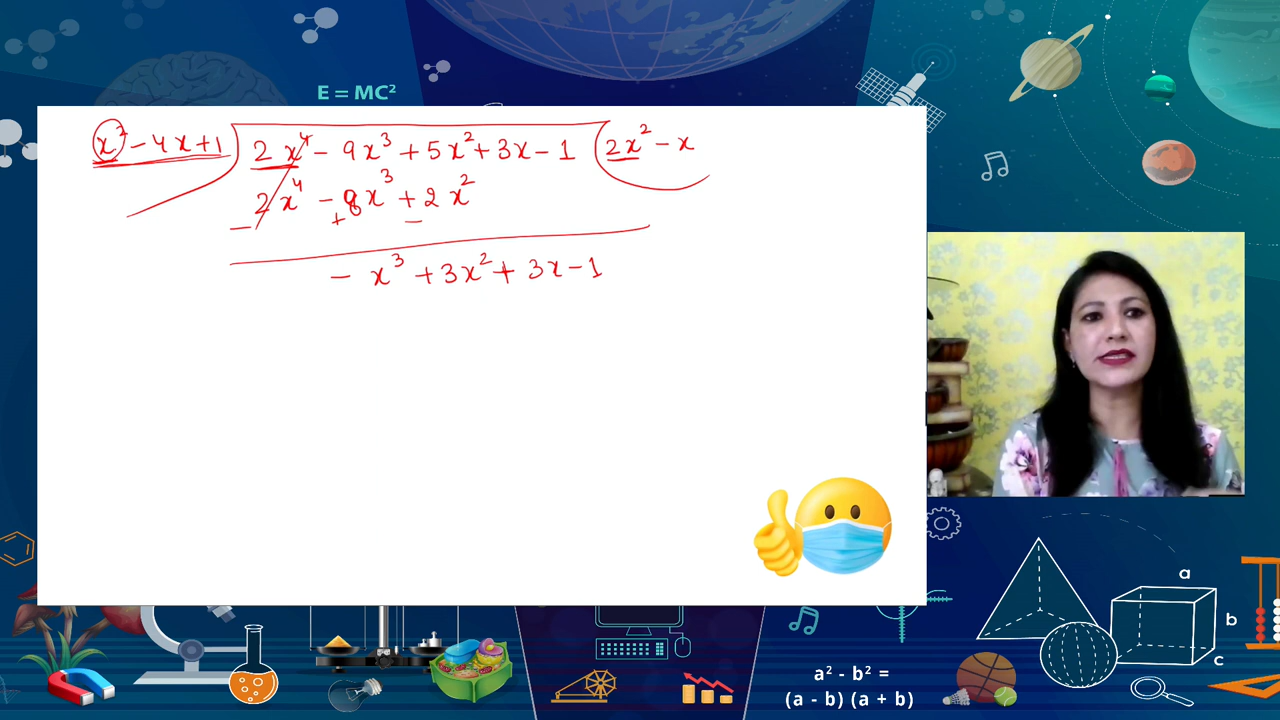 E = MC²
x² - 4x + 1 ) 2x⁴ - 9x³ + 5x² + 3x - 1 ( 2x² - x
2x⁴ - 8x³ + 2x²
- + -
- x³ + 3x² + 3x - 1
a
b
c
a² - b² =
(a - b) (a + b)